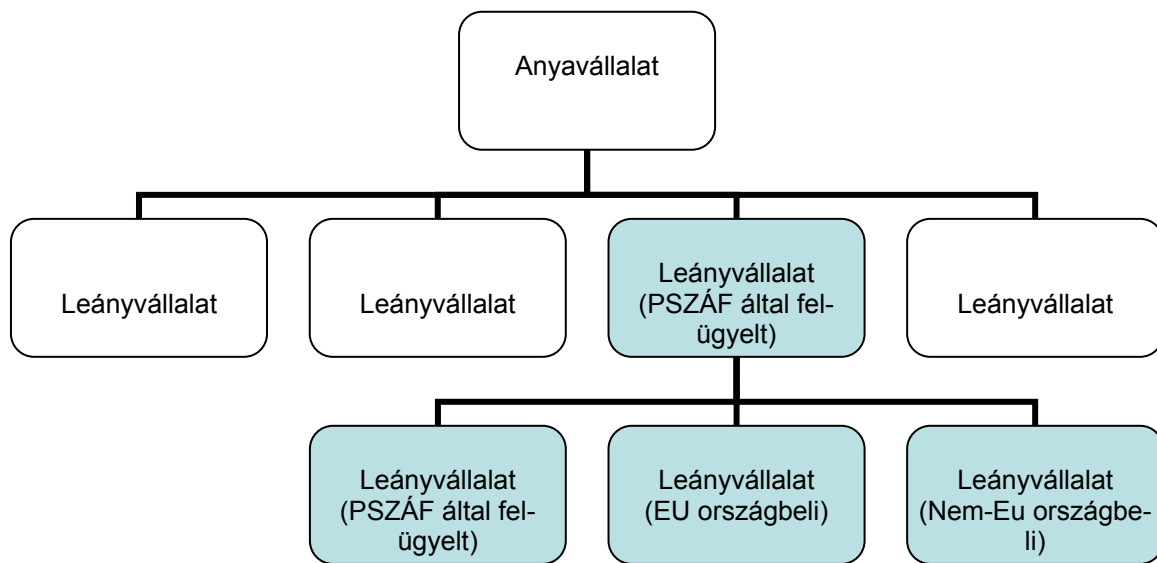 Anyavállalat
Leányvállalat
Leányvállalat
Leányvállalat
(PSZÁF által fel-
ügyelt)
Leányvállalat
Leányvállalat
(PSZÁF által fel-
ügyelt)
Leányvállalat
(EU országbeli)
Leányvállalat
(Nem-Eu országbe-
li)